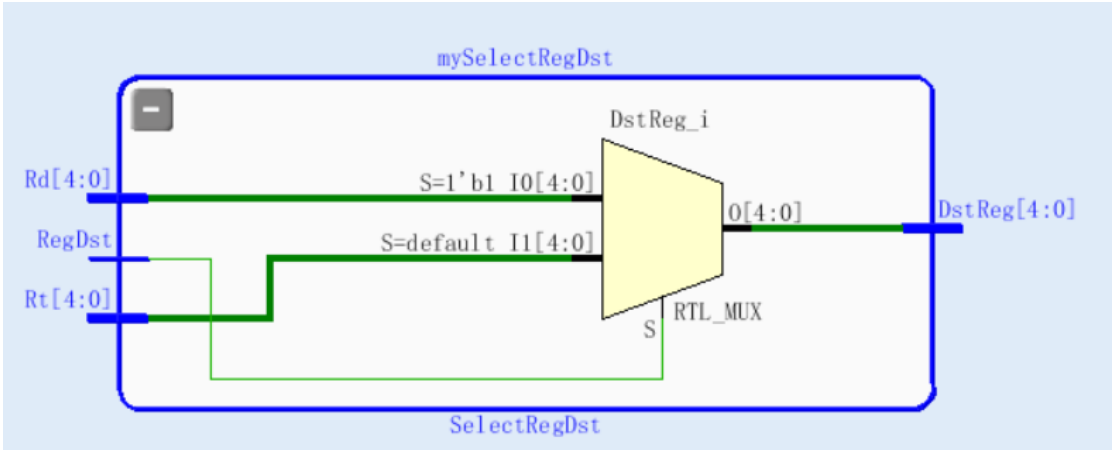 mySelectRegDst
DstReg_i
Rd[4:0]
S=1'b1 I0[4:0]
O[4:0]
DstReg[4:0]
RegDst
S=default I1[4:0]
Rt[4:0]
RTL_MUX
S
SelectRegDst